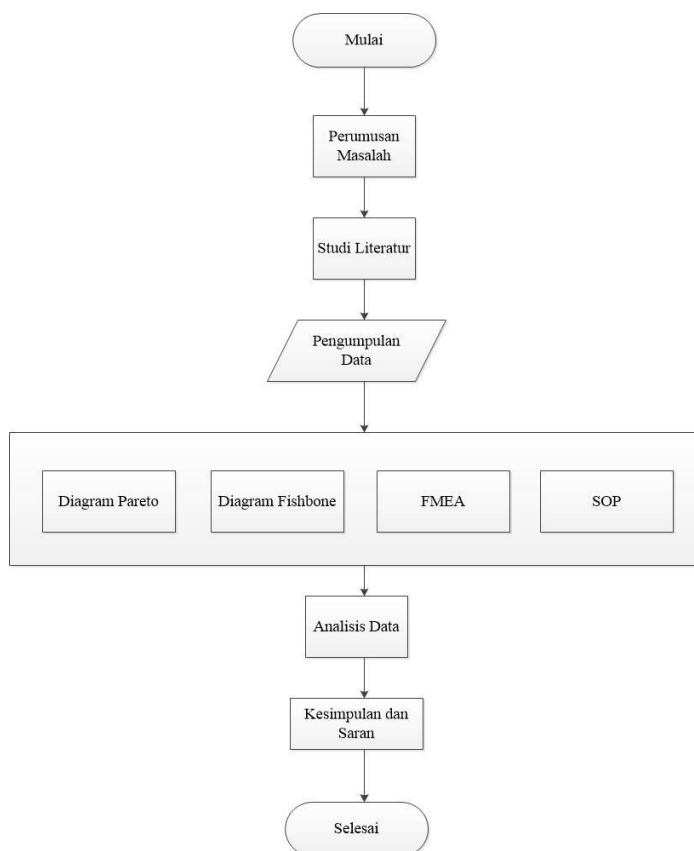 Mulai
Perumusan
Masalah
Studi Literatur
Pengumpulan
Data
Diagram Pareto
Diagram Fishbone
FMEA
SOP
Analisis Data
Kesimpulan dan
Saran
Selesai